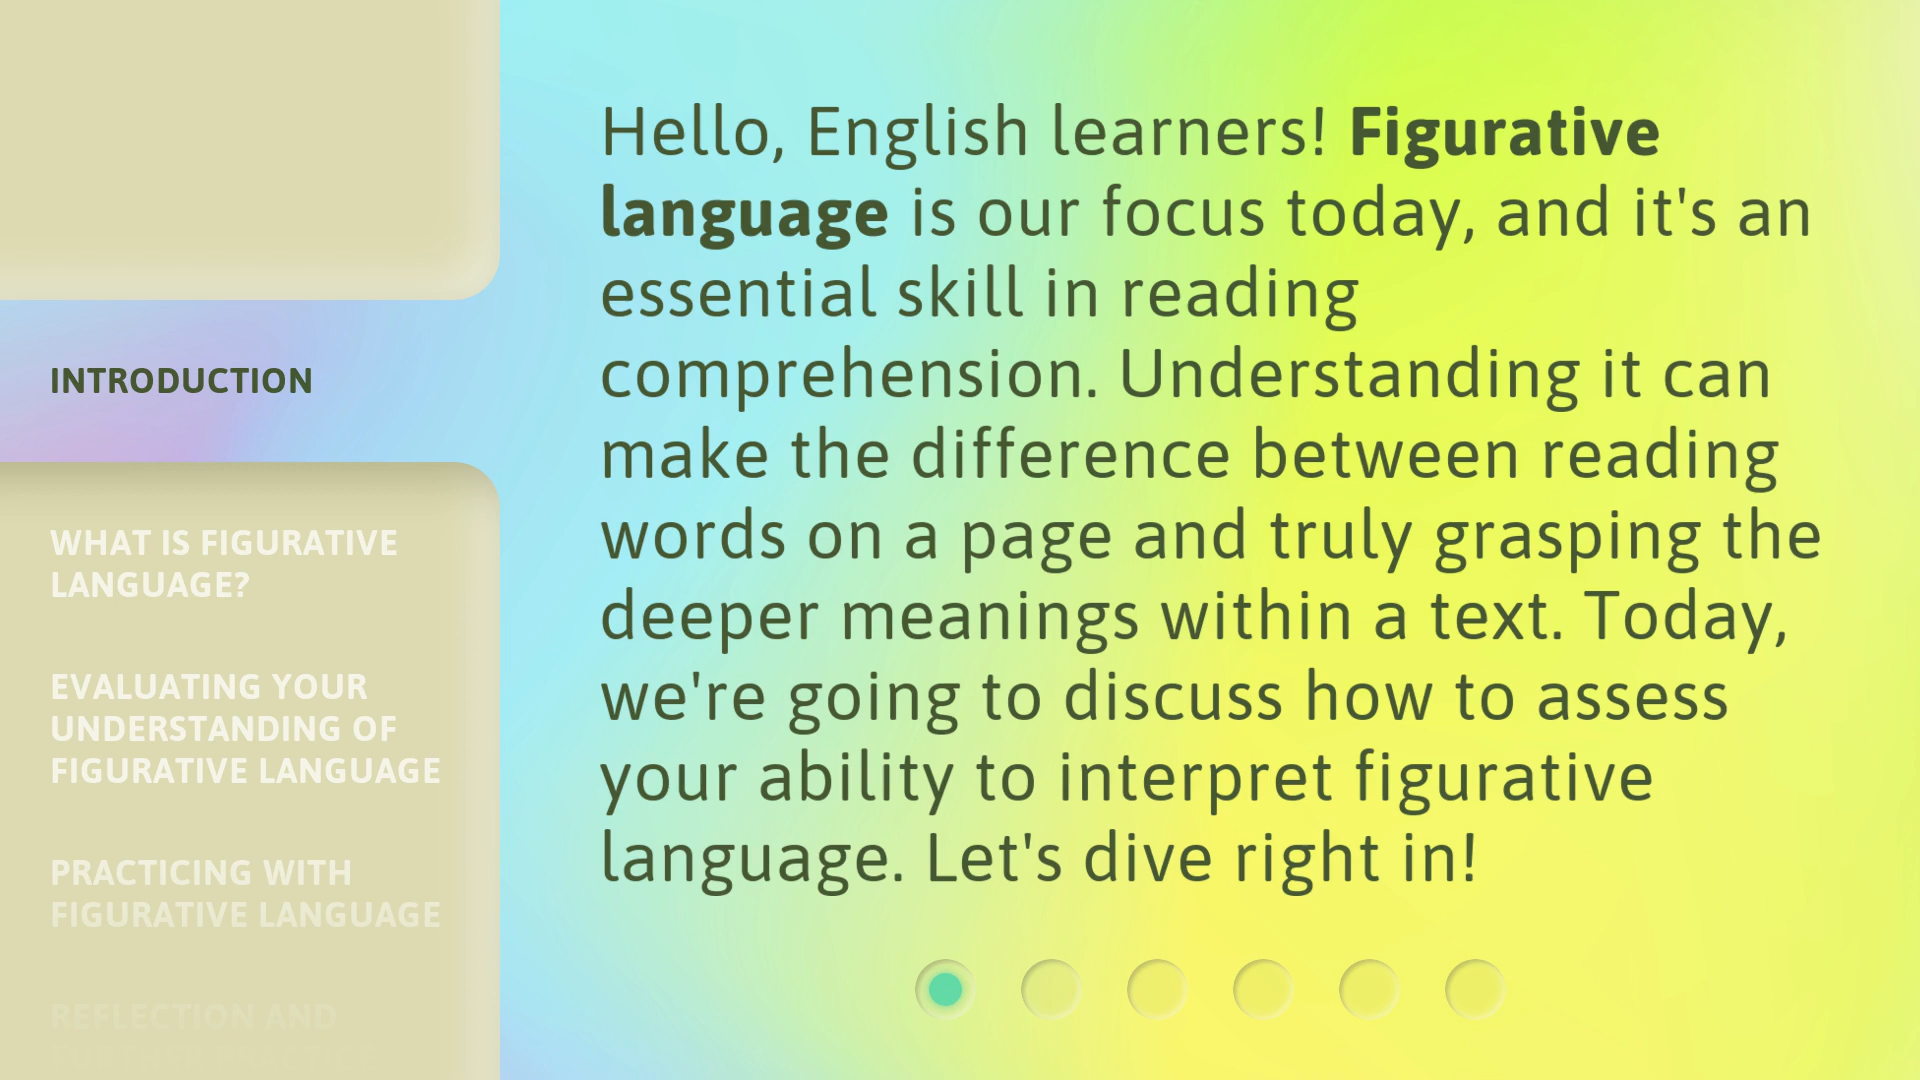 INTRODUCTION
WHAT IS FIGURATIVE
LANGUAGE?
EVALUATING YOUR
UNDERSTANDING OF
FIGURATIVE LANGUAGE
PRACTICING WITH
FIGURATIVE LANGUAGE
REFLECTION AND
Hello, English learners! Figurative
language is our focus today, and it's an
essential skill in reading
comprehension. Understanding it can
make the difference between reading
words on a page and truly grasping the
deeper meanings within a text. Today,
we're going to discuss how to assess
your ability to interpret figurative
language. Let's dive right in!